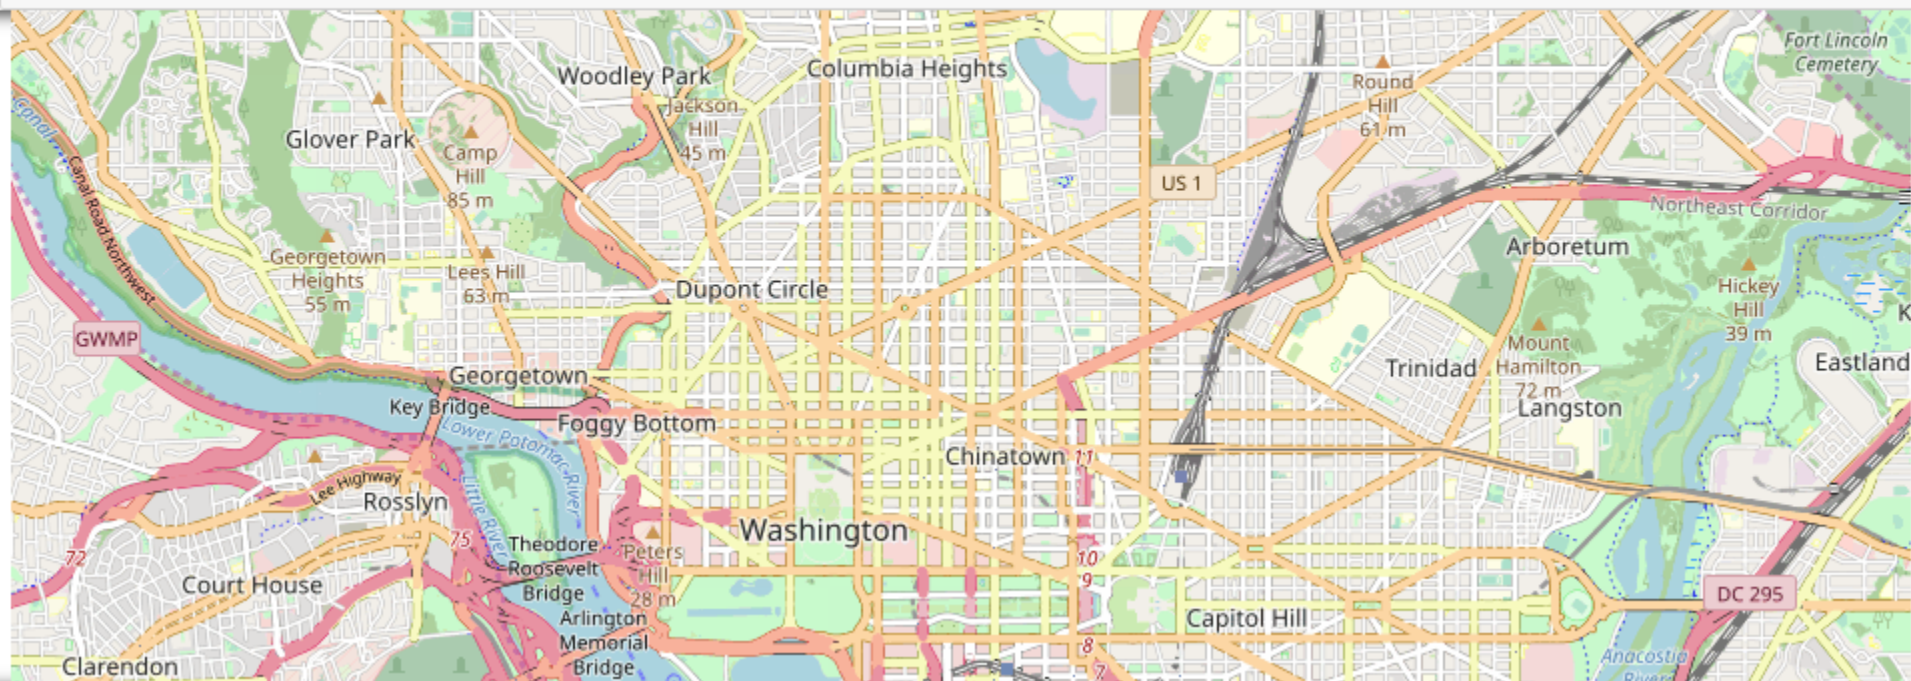 Fort Lincoln
Cemetery
Woodley Park
Columbia Heights
Round
Hill
61 m
Jackson
Hill
45 m
Canal
Glover Park
Camp
Hill
85 m
US 1
Canal Road Northwest
Northeast Corridor
Georgetown
Heights
55 m
Lees Hill
63 m
Arboretum
Dupont Circle
Hickey
Hill
39 m
K
GWMP
Mount
Hamilton
72 m
Trinidad
Eastland
Georgetown
Key Bridge
Langston
Foggy Bottom
Lower Potomac River
Chinatown
11
Lee Highway
Rosslyn
Little River
Washington
75
72
Theodore
Roosevelt
Bridge
Peters
Hill
28 m
10
9
Court House
DC 295
Arlington
Memorial
Bridge
Capitol Hill
8
7
Clarendon
Anacostia
River